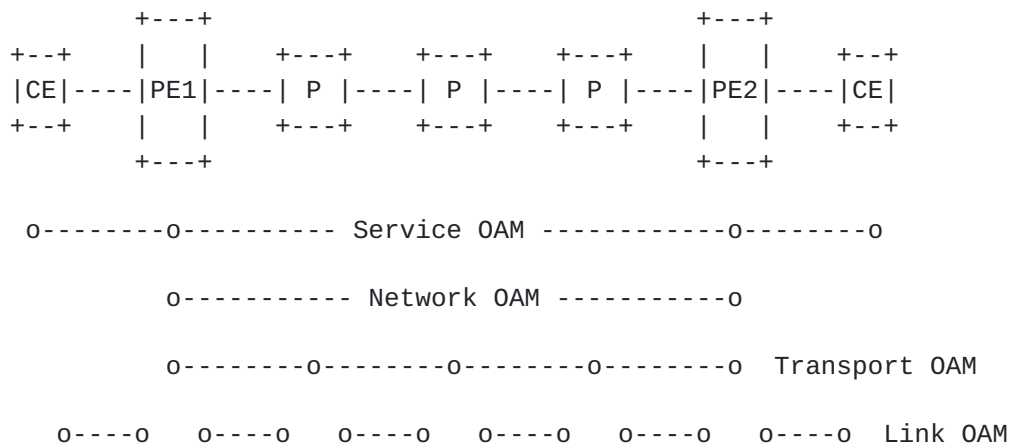 +---+                               +---+
+--+    |   |    +---+    +---+    +---+    |   |    +--+
|CE|----|PE1|----| P |----| P |----| P |----|PE2|----|CE|
+--+    |   |    +---+    +---+    +---+    |   |    +--+
        +---+                               +---+
 o--------o---------- Service OAM ------------o--------o
          o----------- Network OAM -----------o
          o--------o--------o--------o--------o  Transport OAM
   o----o   o----o   o----o   o----o   o----o   o----o  Link OAM